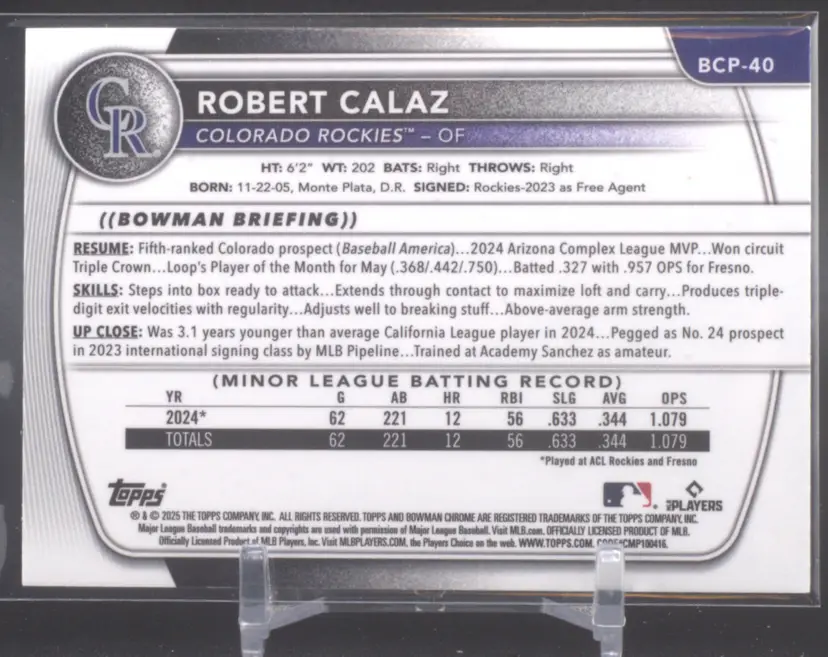 BCP-40
CR
ROBERT CALAZ
COLORADO ROCKIES™ – OF
HT: 6'2" WT: 202 BATS: Right THROWS: Right
BORN: 11-22-05, Monte Plata, D.R. SIGNED: Rockies-2023 as Free Agent
((BOWMAN BRIEFING))
RESUME: Fifth-ranked Colorado prospect (Baseball America)...2024 Arizona Complex League MVP...Won circuit
Triple Crown...Loop's Player of the Month for May (.368/.442/.750)...Batted .327 with .957 OPS for Fresno.
SKILLS: Steps into box ready to attack...Extends through contact to maximize loft and carry...Produces triple-
digit exit velocities with regularity...Adjusts well to breaking stuff...Above-average arm strength.
UP CLOSE: Was 3.1 years younger than average California League player in 2024...Pegged as No. 24 prospect
in 2023 international signing class by MLB Pipeline...Trained at Academy Sanchez as amateur.
(MINOR LEAGUE BATTING RECORD)
YR G AB HR RBI SLG AVG OPS
2024* 62 221 12 56 .633 .344 1.079
TOTALS 62 221 12 56 .633 .344 1.079
*Played at ACL Rockies and Fresno
Topps
MLB PLAYERS
® & © 2025 THE TOPPS COMPANY, INC. ALL RIGHTS RESERVED. TOPPS AND BOWMAN CHROME ARE REGISTERED TRADEMARKS OF THE TOPPS COMPANY, INC.
Major League Baseball trademarks and copyrights are used with permission of Major League Baseball. Visit MLB.com. OFFICIALLY LICENSED PRODUCT OF MLB.
Officially Licensed Product of MLB Players, Inc. Visit MLBPLAYERS.COM, the Players Choice on the web. WWW.TOPPS.COM. CODE#CMP100416.